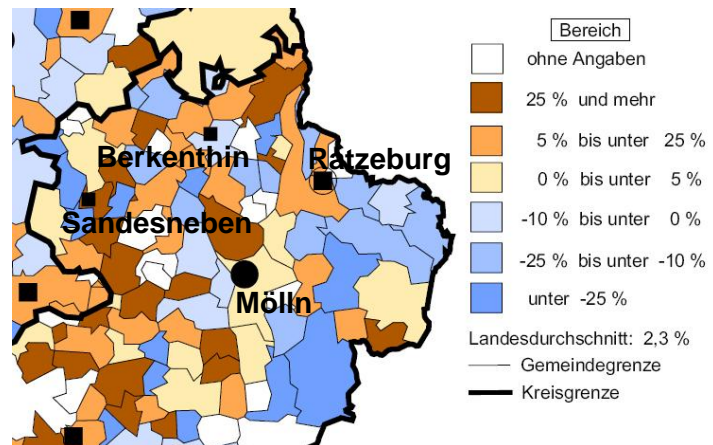 Berkenthin
Ratzeburg
Sandesneben
Mölln
Bereich
ohne Angaben
25 % und mehr
5 % bis unter 25 %
0 % bis unter 5 %
-10 % bis unter 0 %
-25 % bis unter -10 %
unter -25 %
Landesdurchschnitt: 2,3 %
Gemeindegrenze
Kreisgrenze